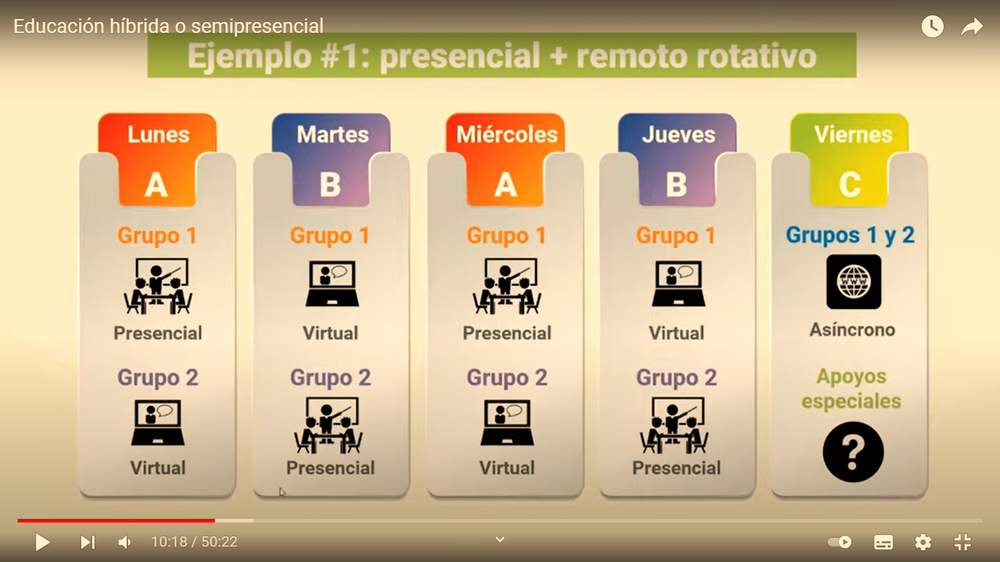 Educación híbrida o semipresencial
Ejemplo #1: presencial + remoto rotativo
Lunes
A
Grupo 1
Presencial
Grupo 2
Virtual
Martes
B
Grupo 1
Virtual
Grupo 2
Presencial
Miércoles
A
Grupo 1
Presencial
Grupo 2
Virtual
Jueves
B
Grupo 1
Virtual
Grupo 2
Presencial
Viernes
C
Grupos 1 y 2
WWW
Asíncrono
Apoyos
especiales
?
10:18 / 50:22